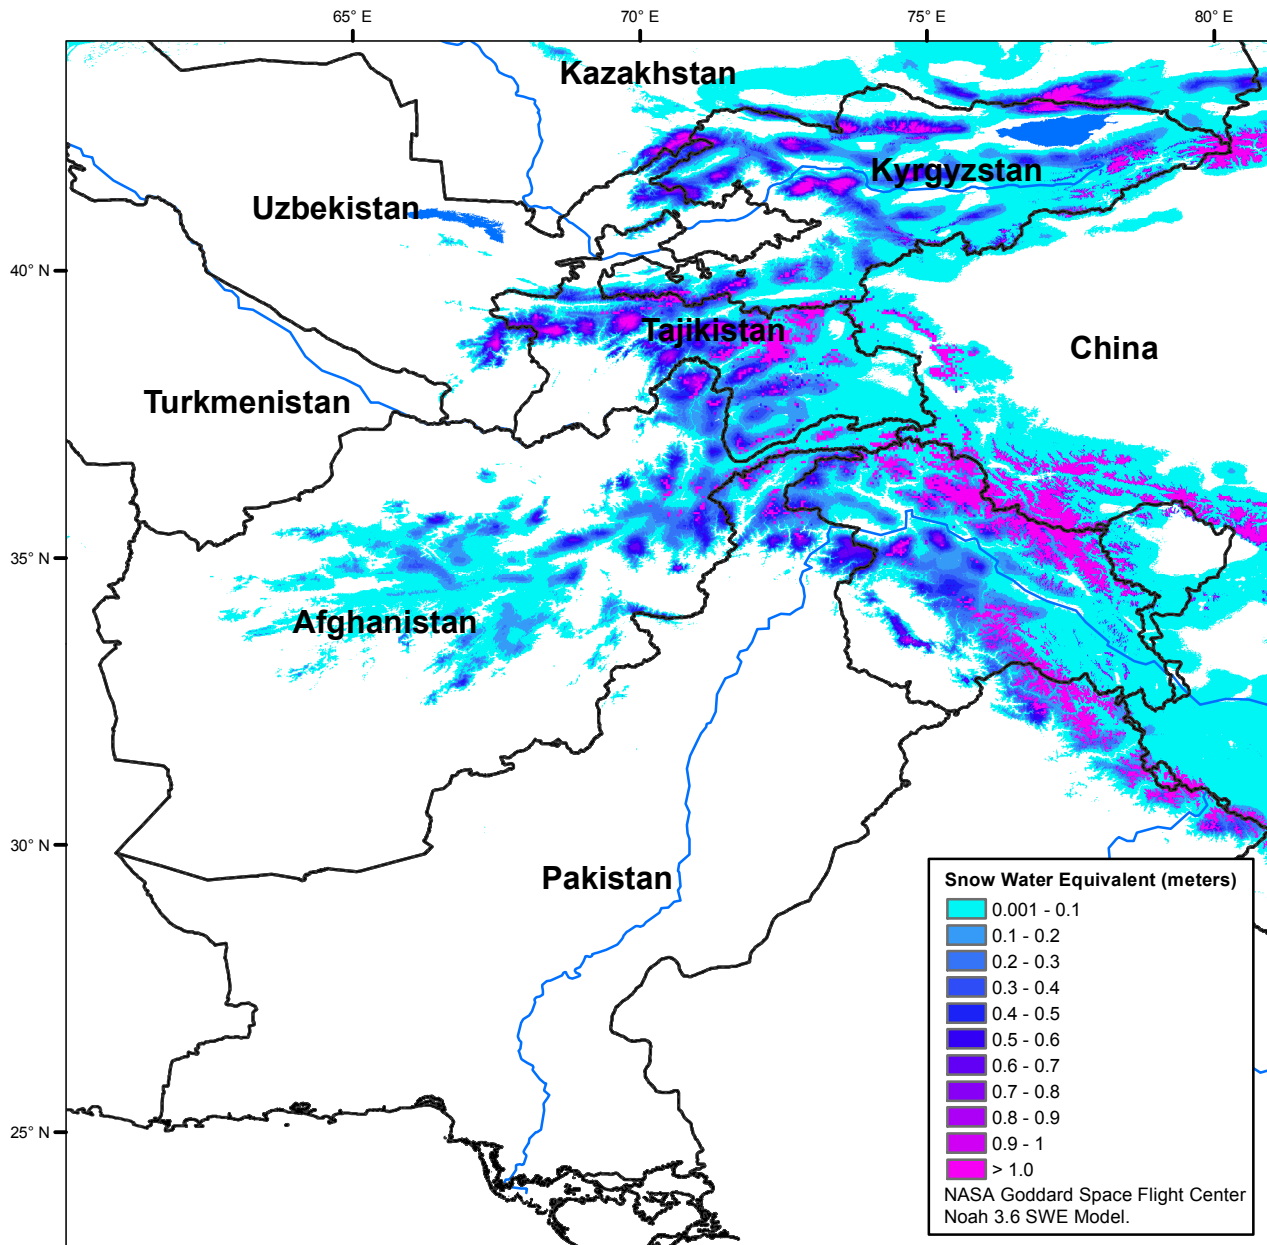 65° E
70° E
75° E
80° E
Kazakhstan
Kyrgyzstan
Uzbekistan
40° N
Tajikistan
China
Turkmenistan
35° N
Afghanistan
30° N
Pakistan
25° N
Snow Water Equivalent (meters)
0.001 - 0.1
0.1 - 0.2
0.2 - 0.3
0.3 - 0.4
0.4 - 0.5
0.5 - 0.6
0.6 - 0.7
0.7 - 0.8
0.8 - 0.9
0.9 - 1
> 1.0
NASA Goddard Space Flight Center
Noah 3.6 SWE Model.